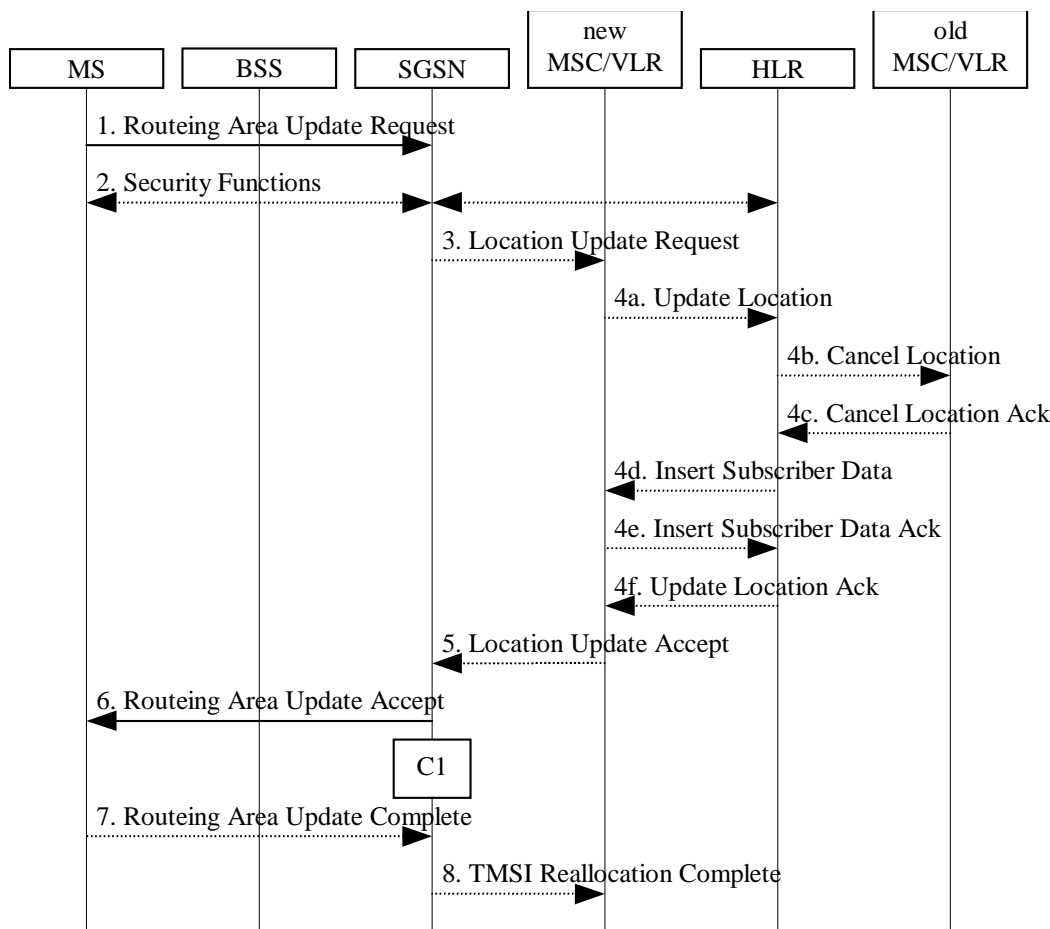 new
MSC/VLR
old
MSC/VLR
MS
BSS
SGSN
HLR
1. Routeing Area Update Request
2. Security Functions
3. Location Update Request
4a. Update Location
4b. Cancel Location
4c. Cancel Location Ack
4d. Insert Subscriber Data
4e. Insert Subscriber Data Ack
4f. Update Location Ack
5. Location Update Accept
6. Routeing Area Update Accept
C1
7. Routeing Area Update Complete
8. TMSI Reallocation Complete